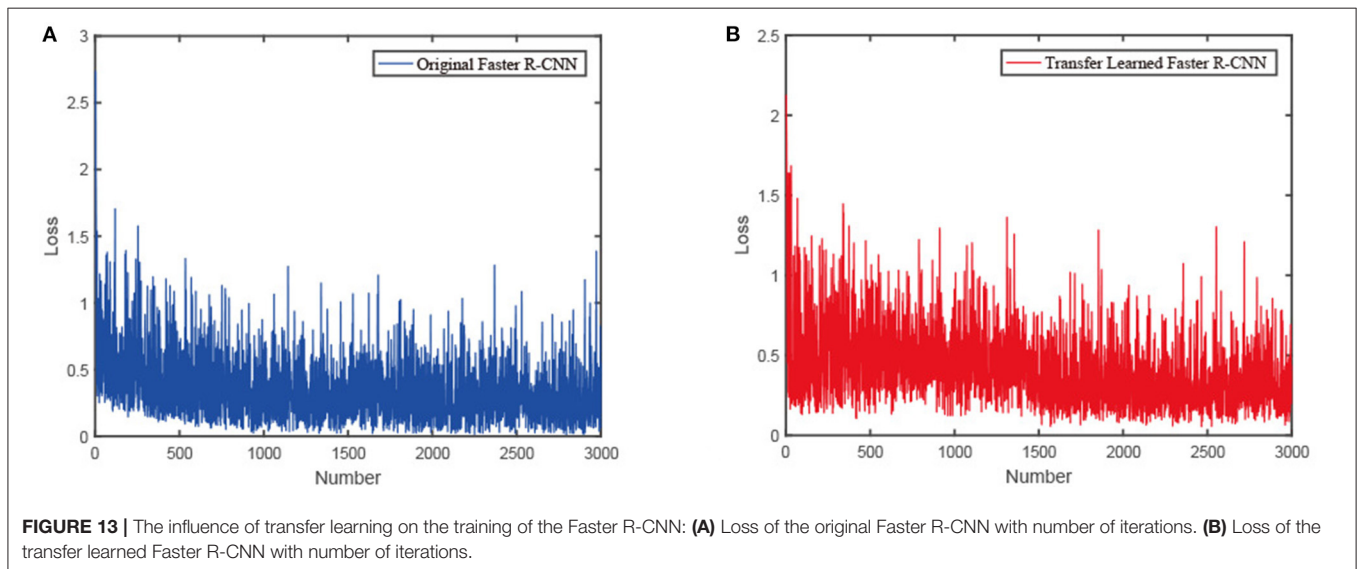 A
3
2.5
2
1.5
1
0.5
0
Loss
0 500 1000 1500 2000 2500 3000
Number
Original Faster R-CNN
B
2.5
2
1.5
1
0.5
0
Loss
0 500 1000 1500 2000 2500 3000
Number
Transfer Learned Faster R-CNN
FIGURE 13 | The influence of transfer learning on the training of the Faster R-CNN: (A) Loss of the original Faster R-CNN with number of iterations. (B) Loss of the
transfer learned Faster R-CNN with number of iterations.